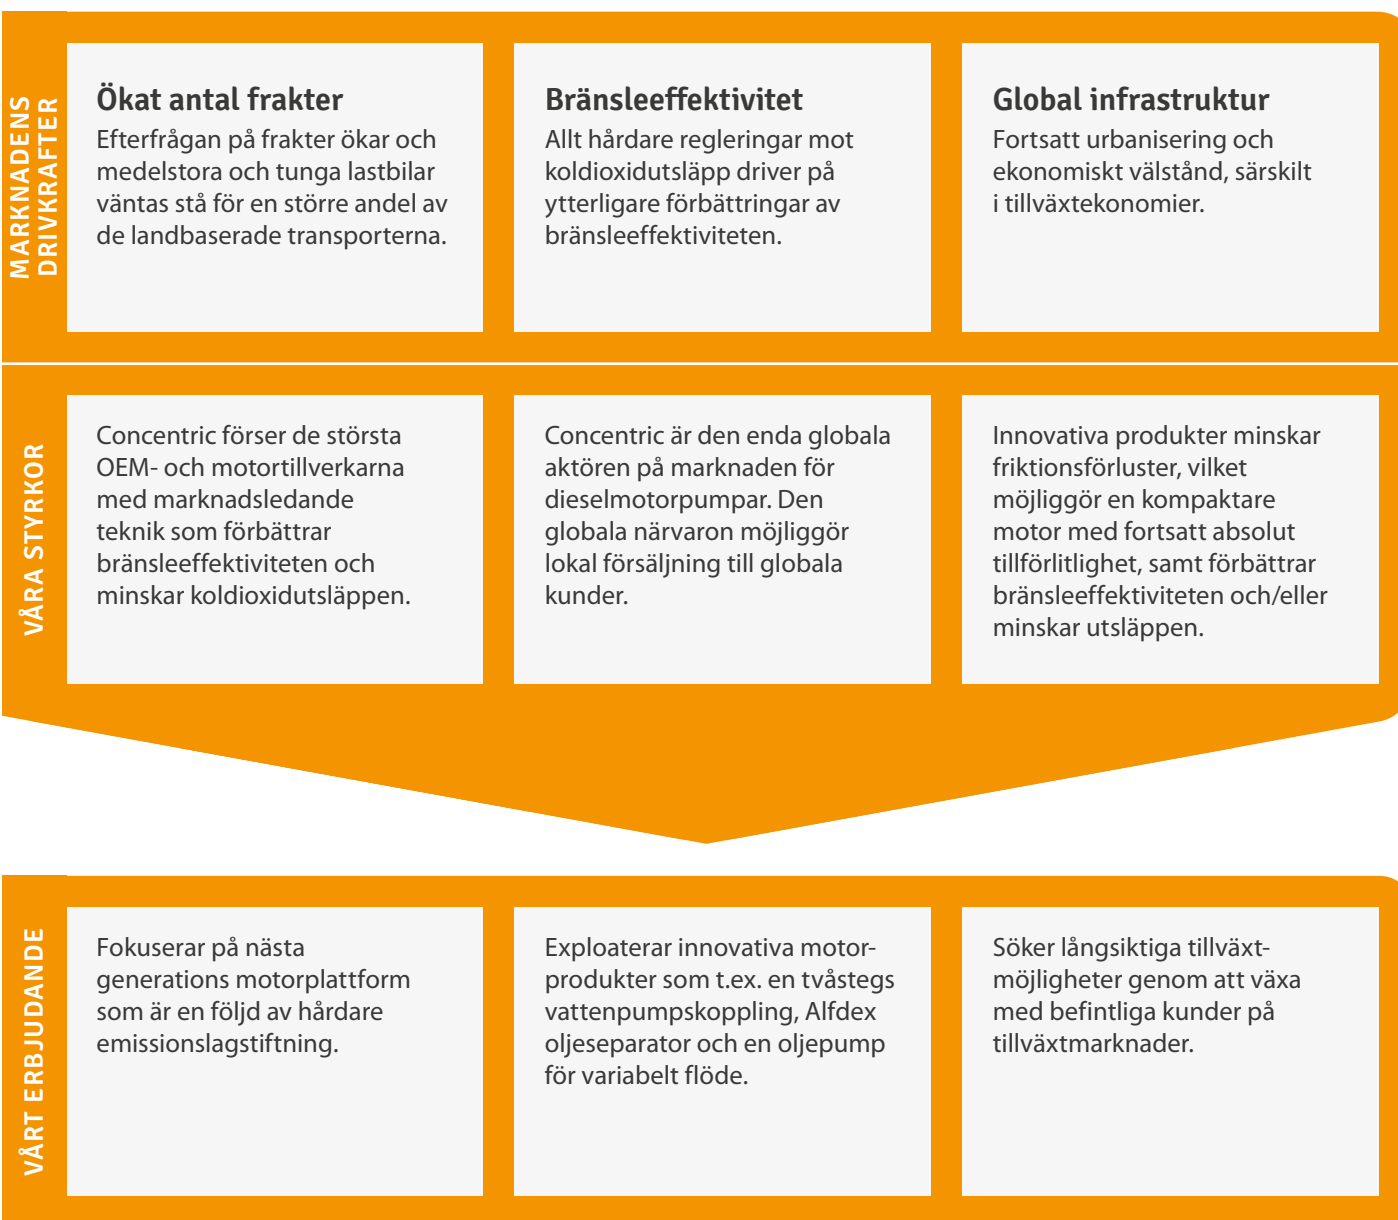 MARKNADENS
DRIVKRAFTER
Ökat antal frakter
Efterfrågan på frakter ökar och
medelstora och tunga lastbilar
väntas stå för en större andel av
de landbaserade transporterna.
Bränsleeffektivitet
Allt hårdare regleringar mot
koldioxidutsläpp driver på
ytterligare förbättringar av
bränsleeffektiviteten.
Global infrastruktur
Fortsatt urbanisering och
ekonomiskt välstånd, särskilt
i tillväxtekonomier.
VÅRA STYRKOR
Concentric förser de största
OEM- och motortillverkarna
med marknadsledande
teknik som förbättrar
bränsleeffektiviteten och
minskar koldioxidutsläppen.
Concentric är den enda globala
aktören på marknaden för
dieselmotorpumpar. Den
globala närvaron möjliggör
lokal försäljning till globala
kunder.
Innovativa produkter minskar
friktionsförluster, vilket
möjliggör en kompaktare
motor med fortsatt absolut
tillförlitlighet, samt förbättrar
bränsleeffektiviteten och/eller
minskar utsläppen.
VÅRT ERBJUDANDE
Fokuserar på nästa
generations motorplattform
som är en följd av hårdare
emissionslagstiftning.
Exploaterar innovativa motor-
produkter som t.ex. en tvåstegs
vattenpumpskoppling, Alfdex
oljeseparator och en oljepump
för variabelt flöde.
Söker långsiktiga tillväxt-
möjligheter genom att växa
med befintliga kunder på
tillväxtmarknader.